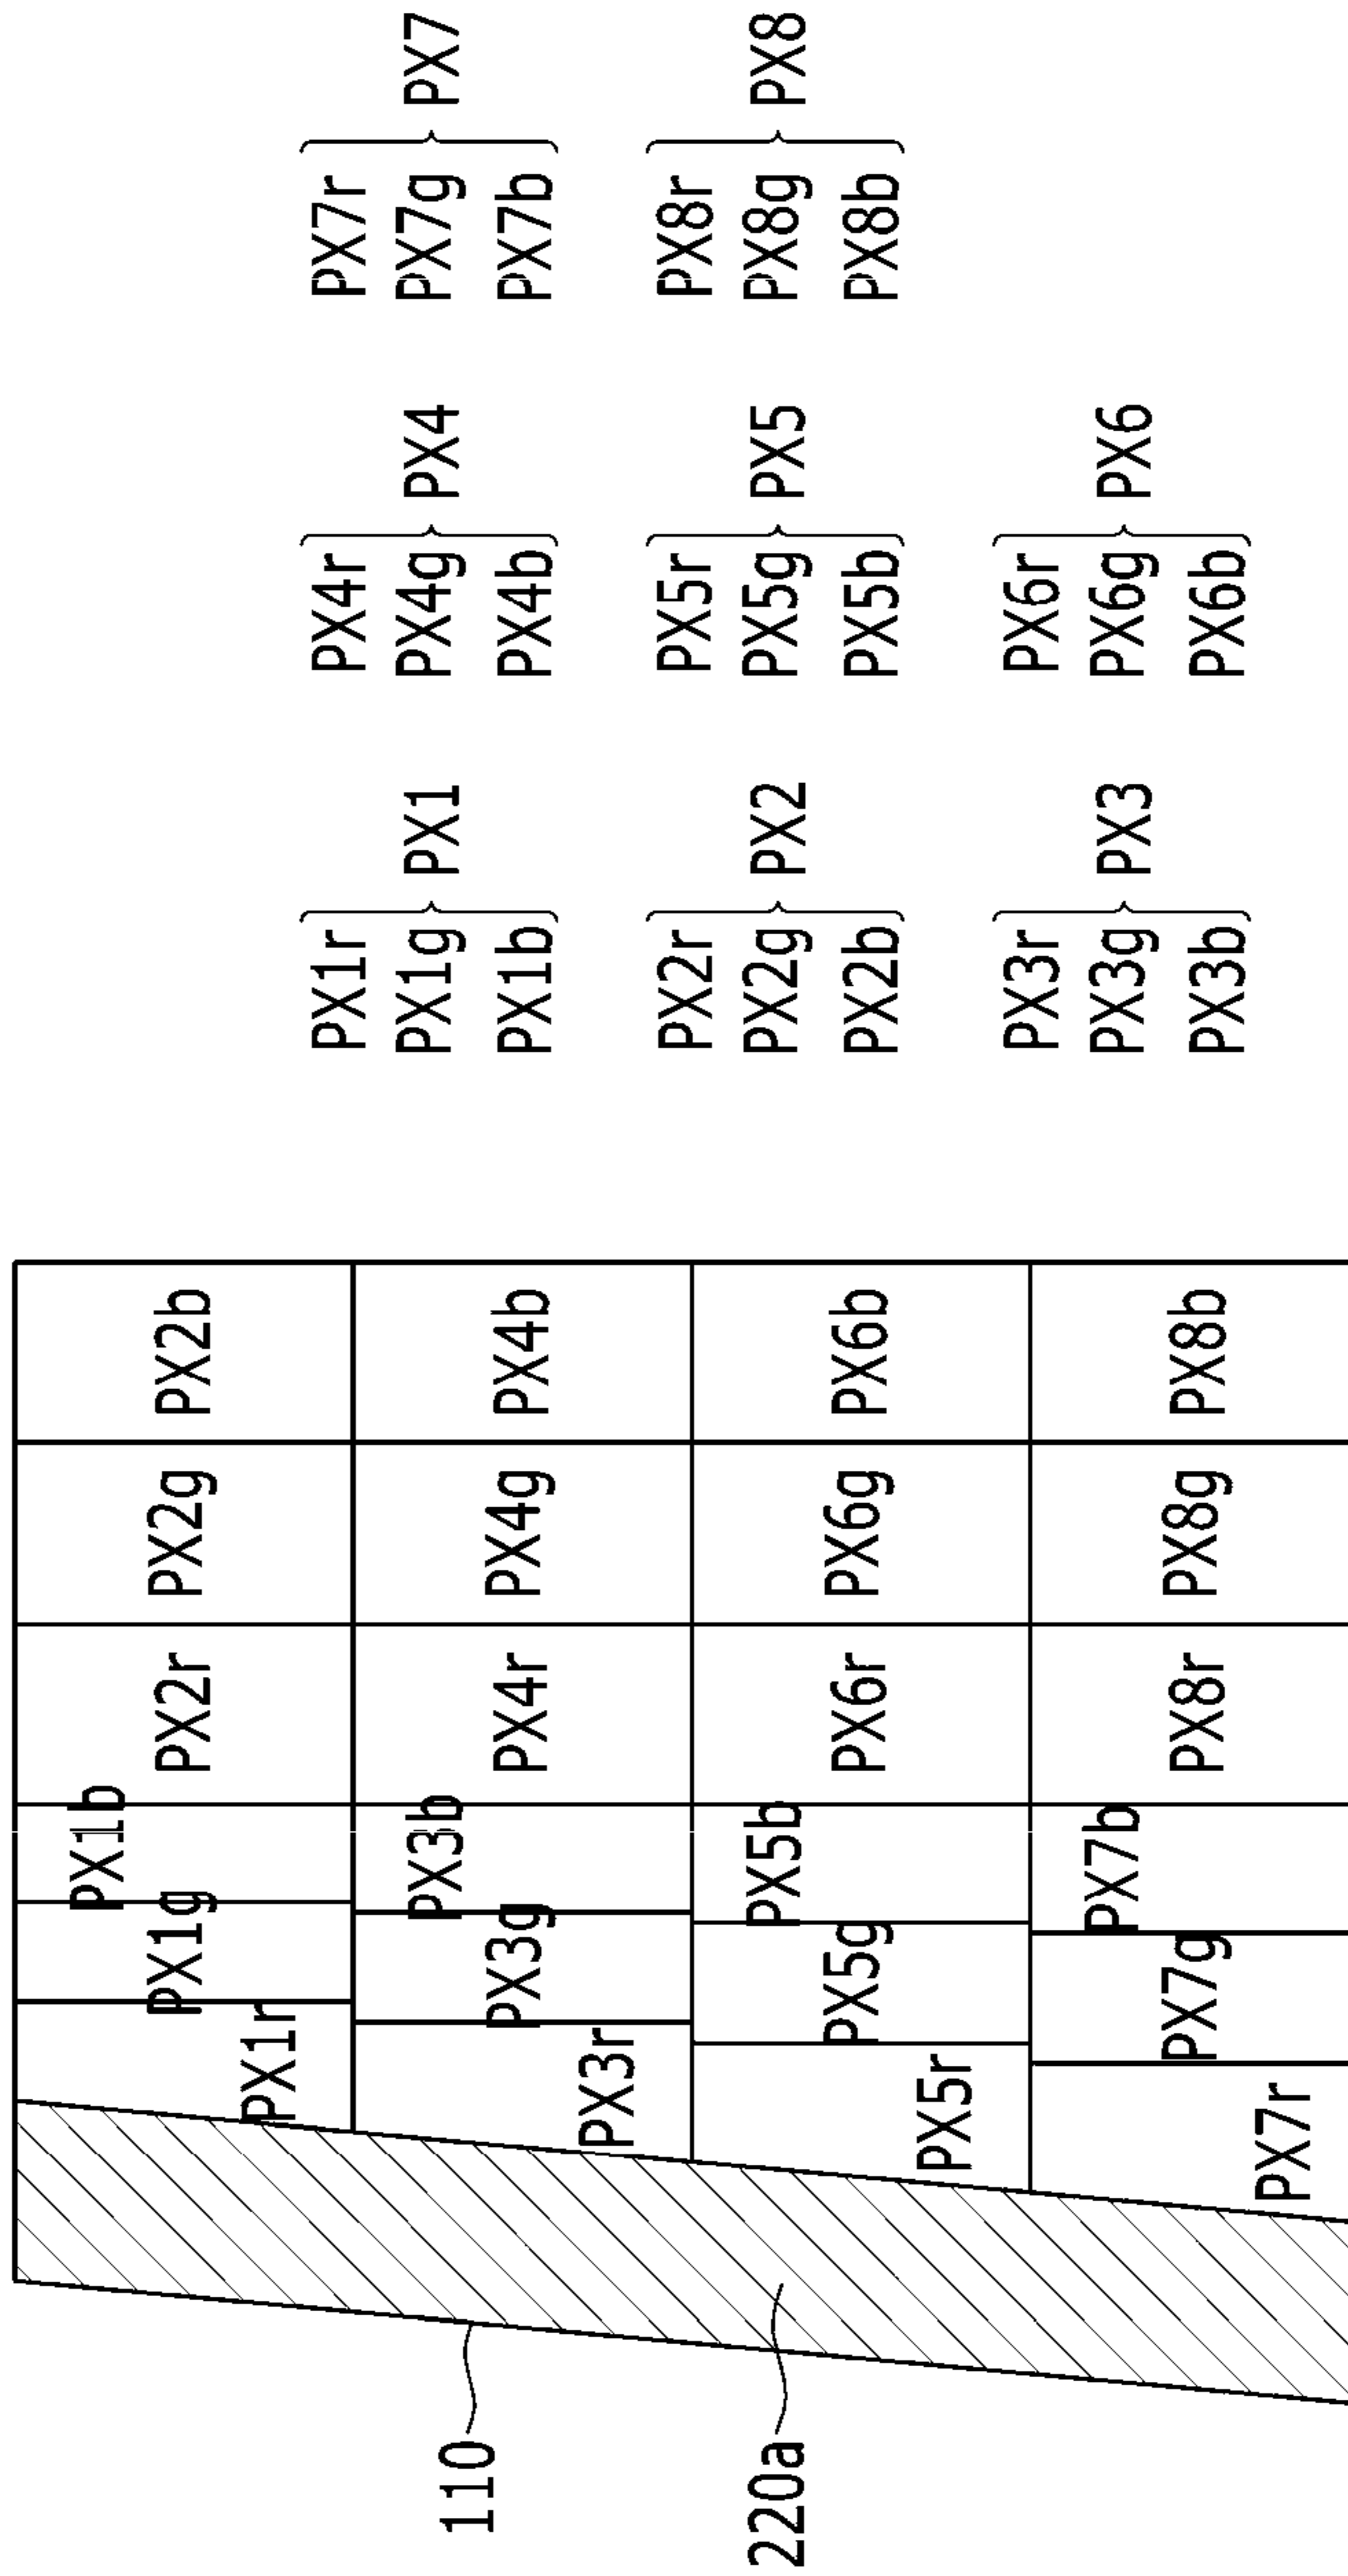 110
220a
PX1r PX1g PX1b PX2r PX2g PX2b
PX3r PX3g PX3b PX4r PX4g PX4b
PX5r PX5g PX5b PX6r PX6g PX6b
PX7r PX7g PX7b PX8r PX8g PX8b
PX1r
PX1g
PX1b
PX1
PX4r
PX4g
PX4b
PX4
PX7r
PX7g
PX7b
PX7
PX2r
PX2g
PX2b
PX2
PX5r
PX5g
PX5b
PX5
PX8r
PX8g
PX8b
PX8
PX3r
PX3g
PX3b
PX3
PX6r
PX6g
PX6b
PX6